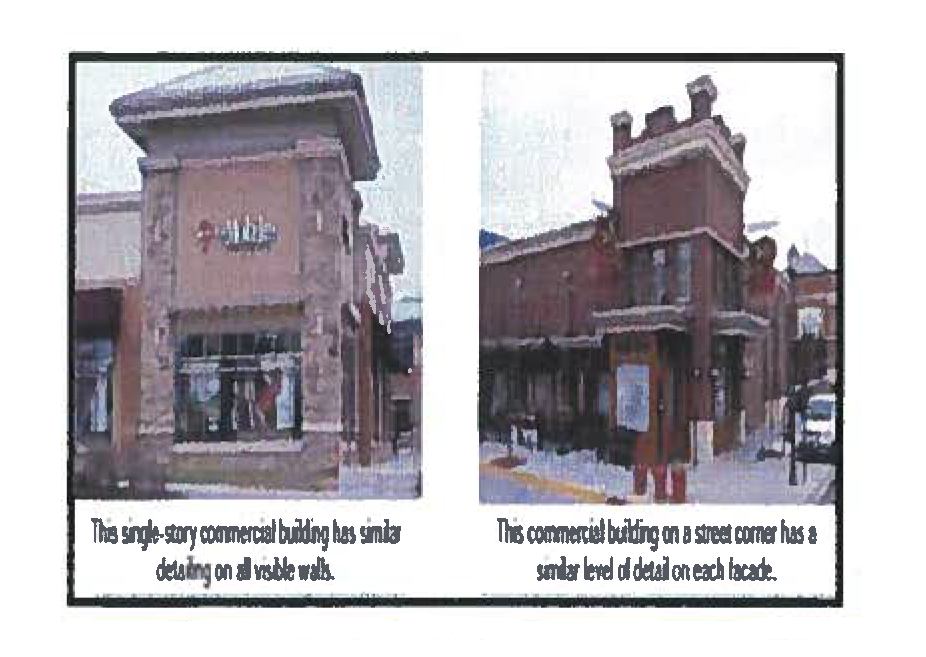 This single-story commercial building has similar
detailing on all visible walls.
This commercial building on a street corner has a
similar level of detail on each facade.